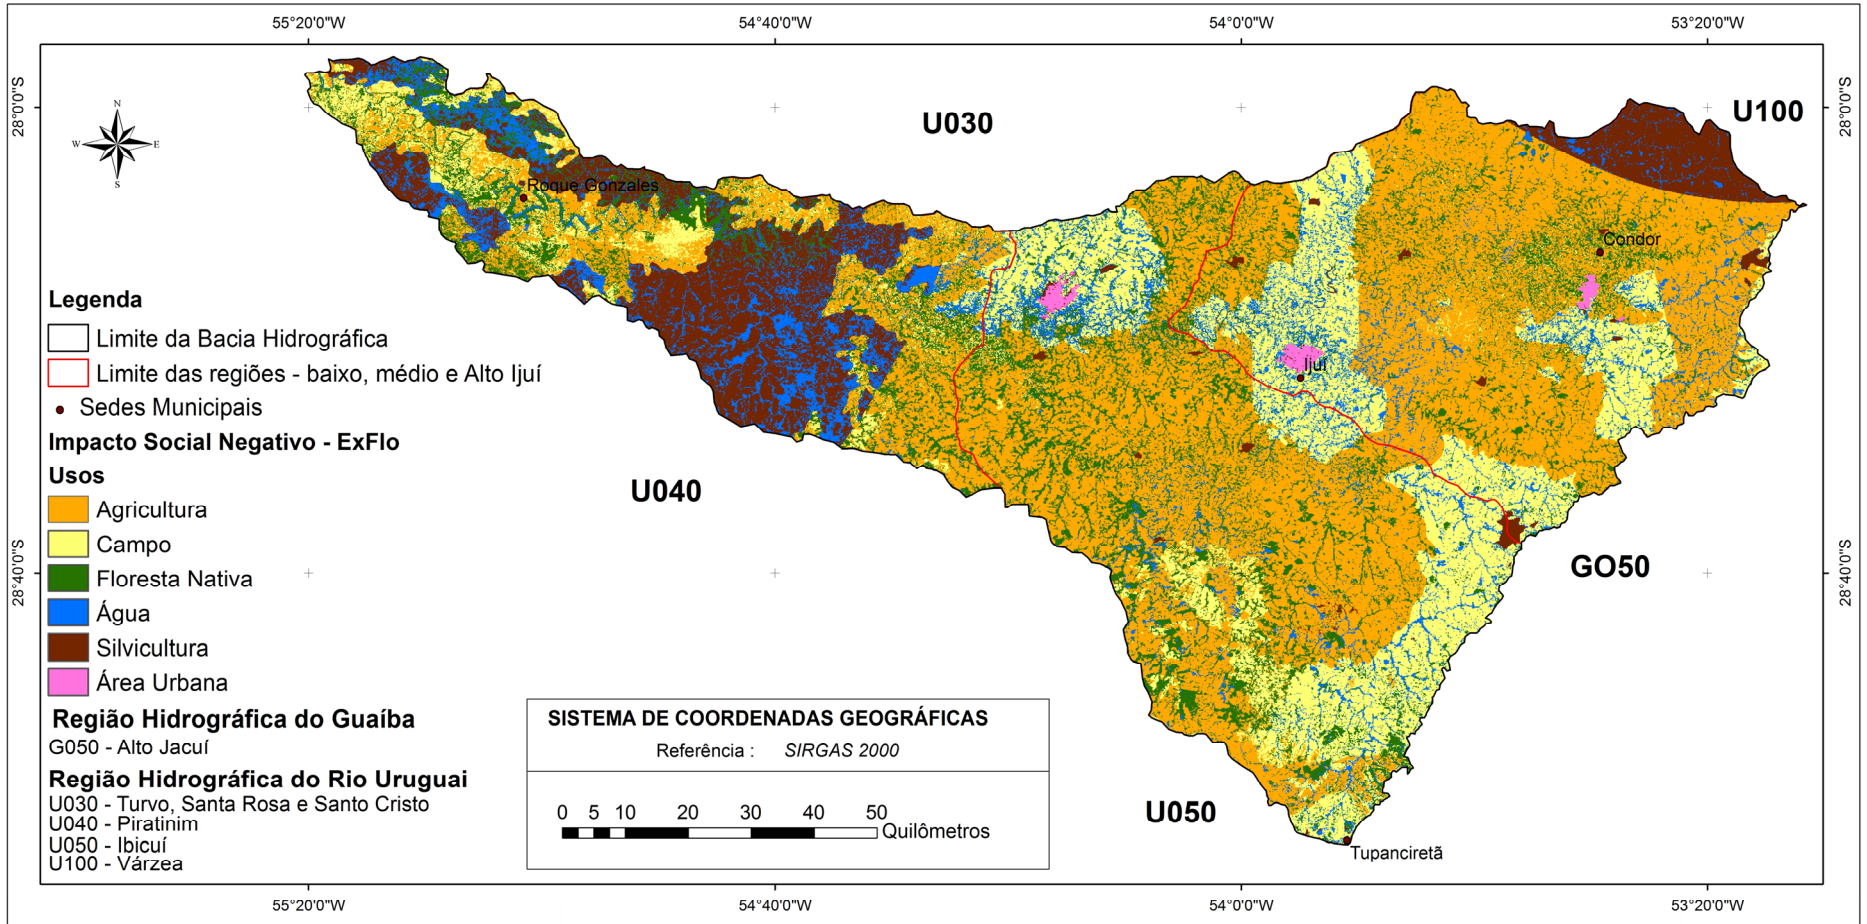 55°20'0"W 54°40'0"W 54°0'0"W 53°20'0"W
28°0'0"S
28°0'0"S
U030
U100
N
W E
S
Roque Gonzales
Condor
Ijuí
Legenda
Limite da Bacia Hidrográfica
Limite das regiões - baixo, médio e Alto Ijuí
Sedes Municipais
Impacto Social Negativo - ExFlo
Usos
Agricultura
Campo
Floresta Nativa
Água
Silvicultura
Área Urbana
Região Hidrográfica do Guaíba
G050 - Alto Jacuí
Região Hidrográfica do Rio Uruguai
U030 - Turvo, Santa Rosa e Santo Cristo
U040 - Piratinim
U050 - Ibicuí
U100 - Várzea
U040
GO50
28°40'0"S
28°40'0"S
SISTEMA DE COORDENADAS GEOGRÁFICAS
Referência : SIRGAS 2000
0 5 10 20 30 40 50
Quilômetros
U050
Tupanciretã
55°20'0"W 54°40'0"W 54°0'0"W 53°20'0"W